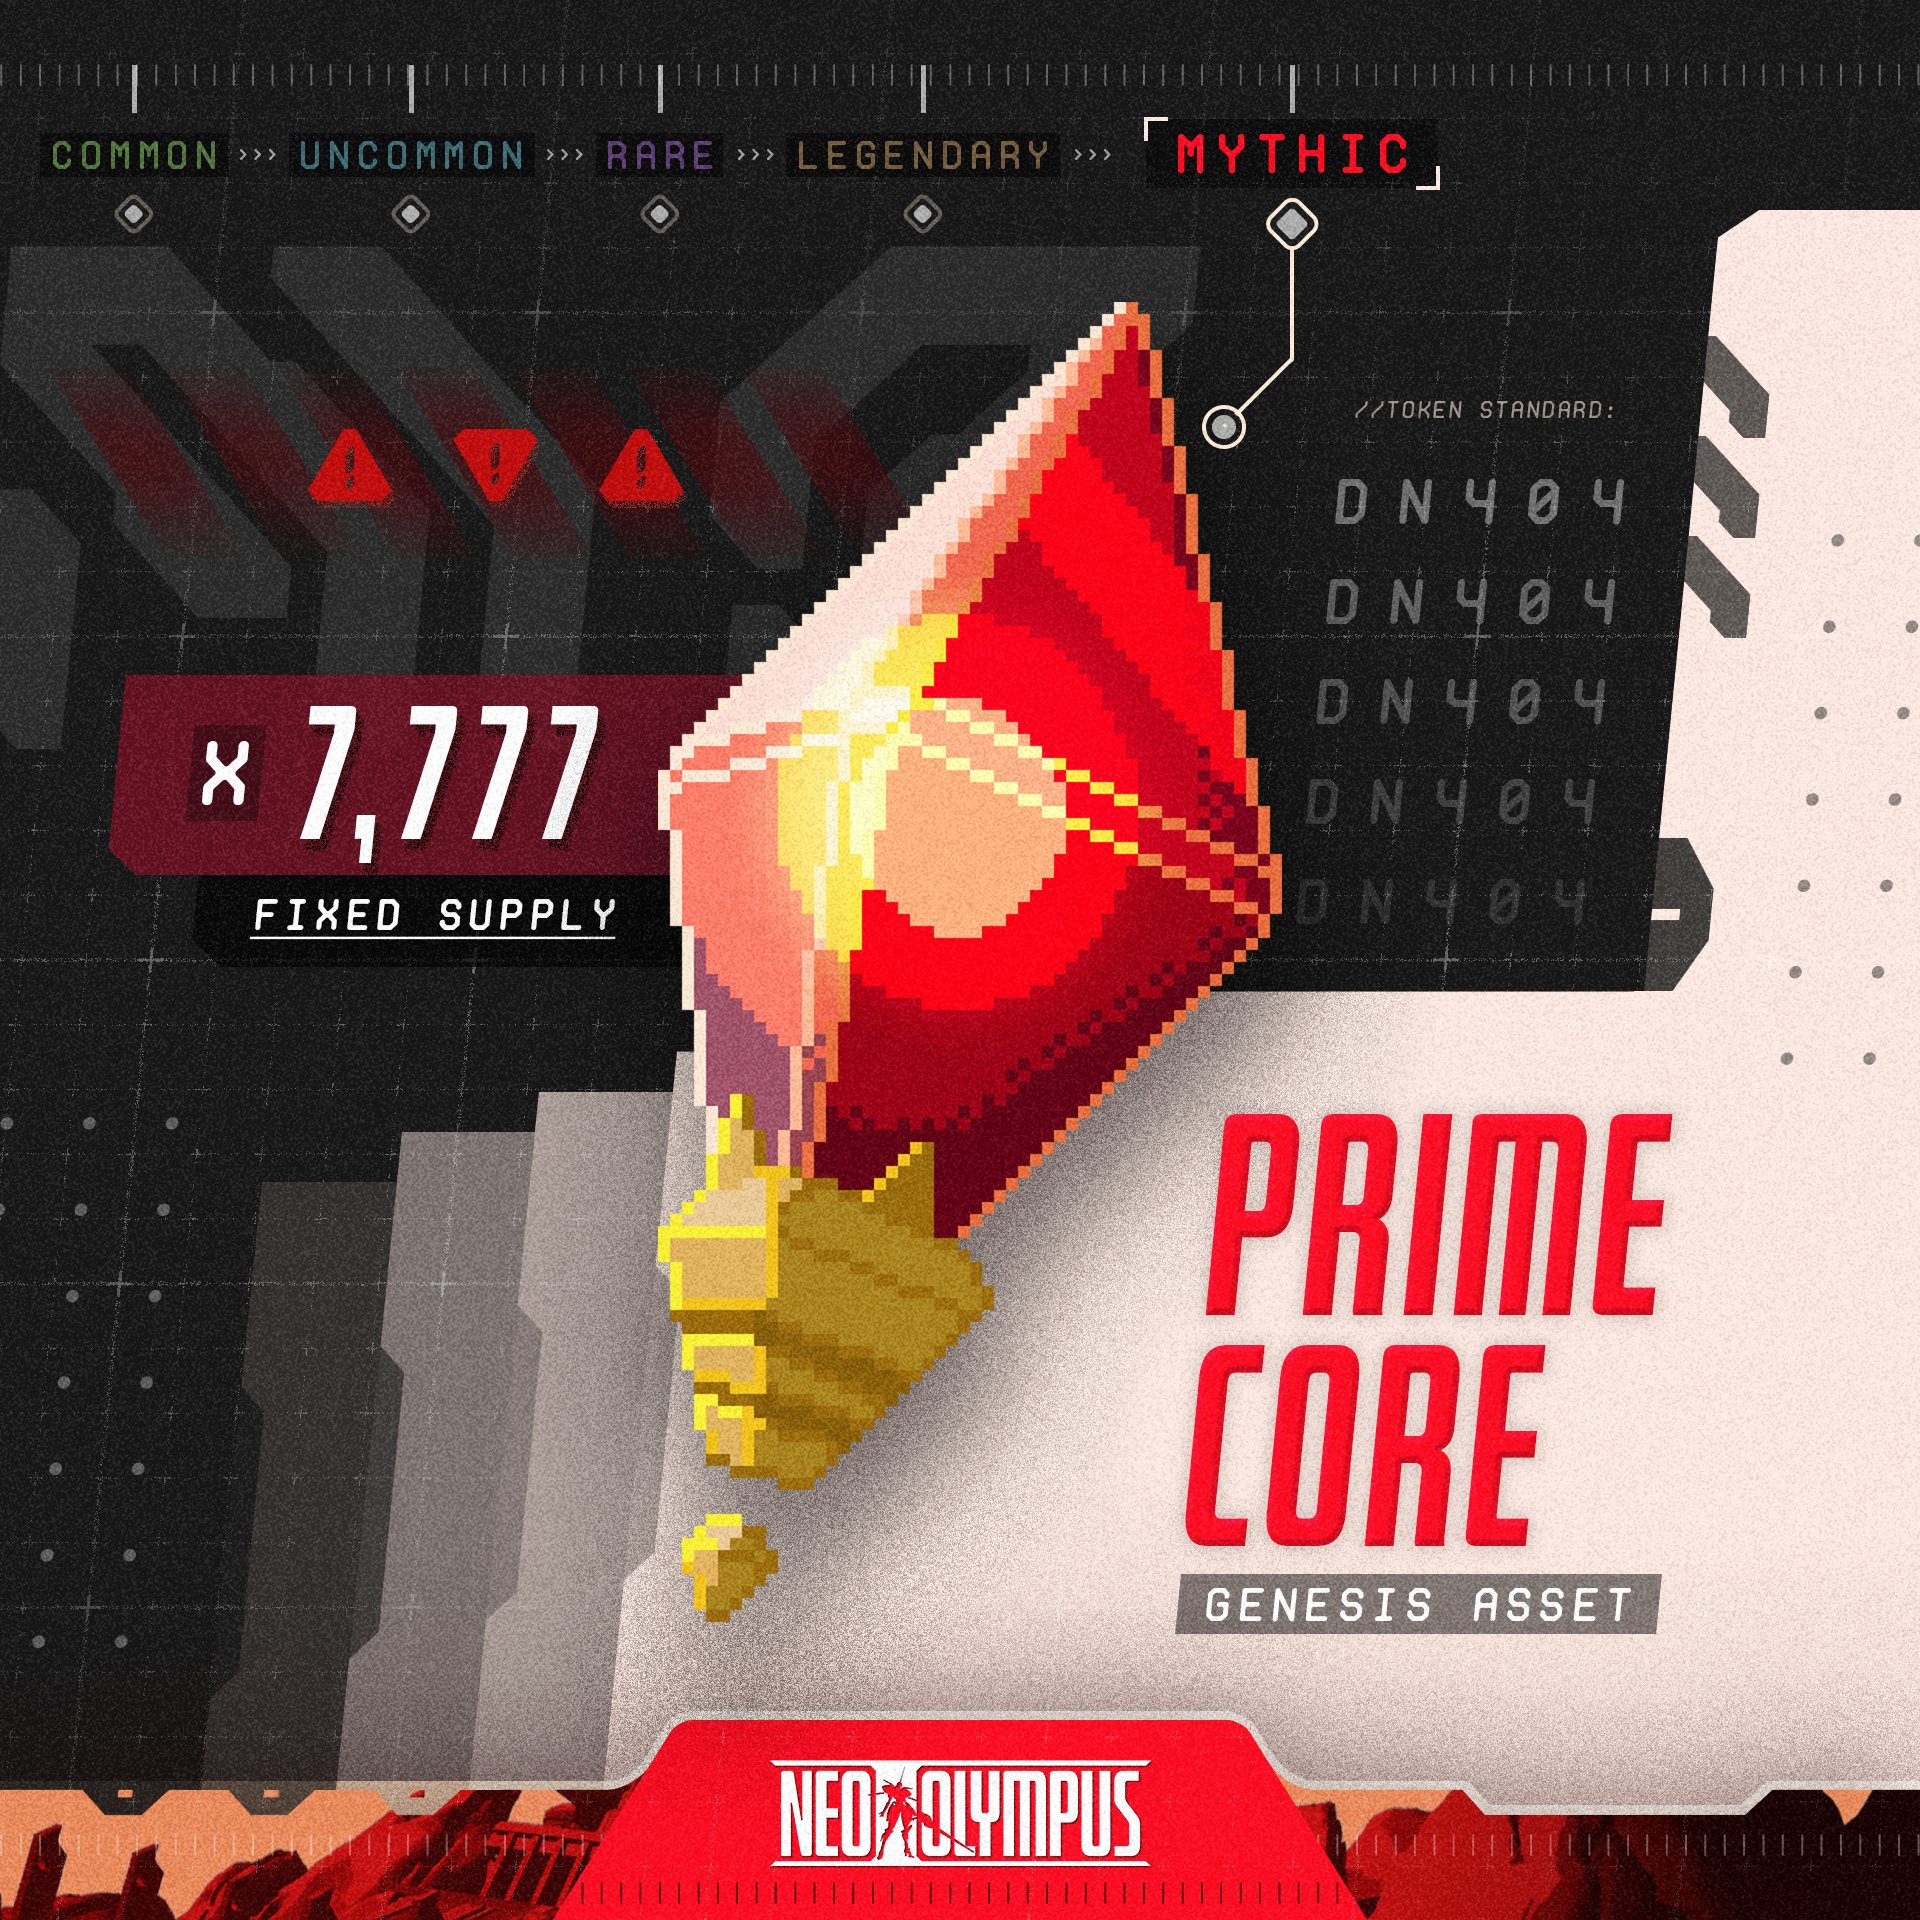 COMMON >>> UNCOMMON >>> RARE >>> LEGENDARY >>> MYTHIC
//TOKEN STANDARD:
DN404
DN404
DN404
DN404
DN404
X 7,777
FIXED SUPPLY
PRIME
CORE
GENESIS ASSET
NEO OLYMPUS